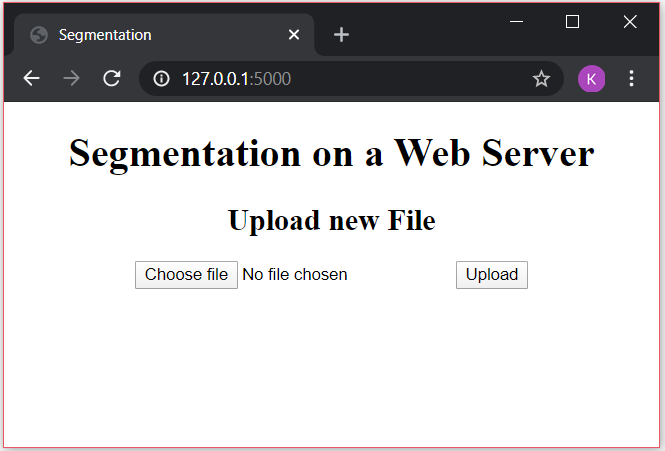 Segmentation
127.0.0.1:5000
K
Segmentation on a Web Server
Upload new File
Choose file No file chosen Upload